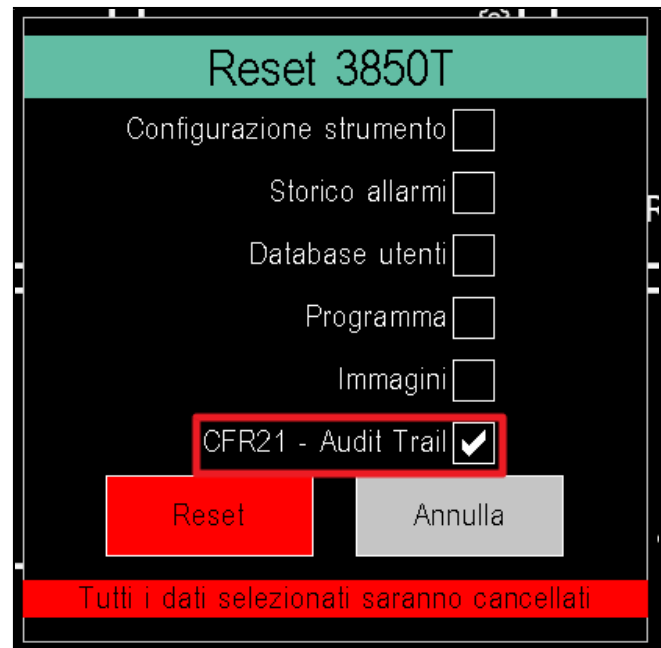 Reset 3850T
Configurazione strumento
Storico allarmi
Database utenti
Programma
Immagini
CFR21 - Audit Trail
Reset Annulla
Tutti i dati selezionati saranno cancellati